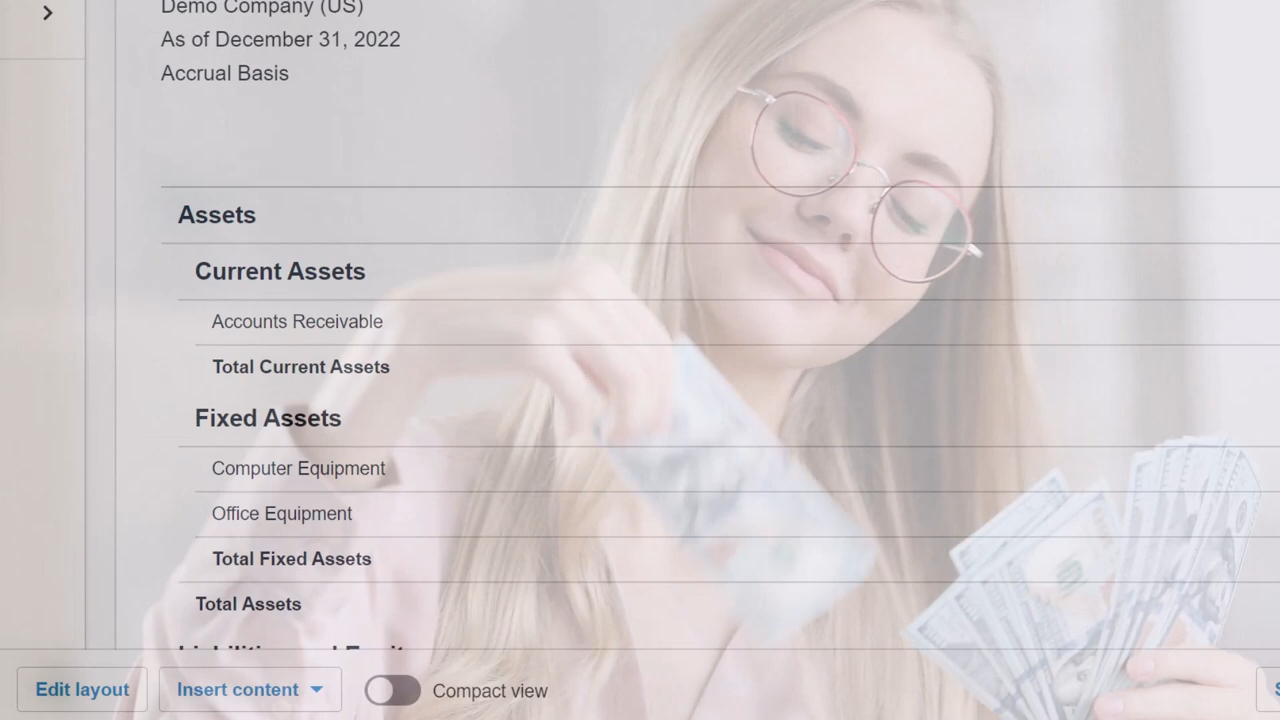 Demo Company (US)
As of December 31, 2022
Accrual Basis
Assets
Current Assets
Accounts Receivable
Total Current Assets
Fixed Assets
Computer Equipment
Office Equipment
Total Fixed Assets
Total Assets
Edit layout
Insert content
Compact view